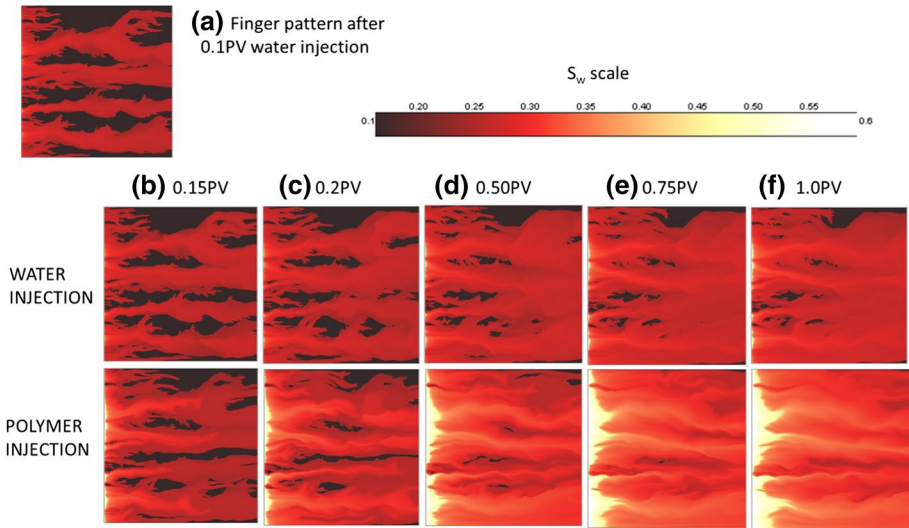 (a) Finger pattern after
0.1PV water injection
S_w scale
0.20 0.25 0.30 0.35 0.40 0.45 0.50 0.55
0.1 0.6
(b) 0.15PV (c) 0.2PV (d) 0.50PV (e) 0.75PV (f) 1.0PV
WATER
INJECTION
POLYMER
INJECTION